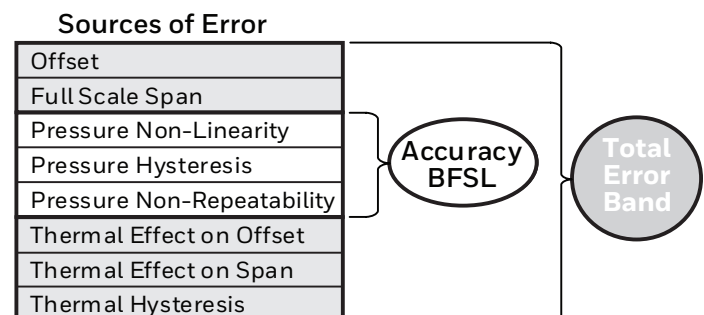 Sources of Error
Offset
Full Scale Span
Pressure Non-Linearity
Pressure Hysteresis
Pressure Non-Repeatability
Thermal Effect on Offset
Thermal Effect on Span
Thermal Hysteresis
Accuracy
BFSL
Total
Error
Band